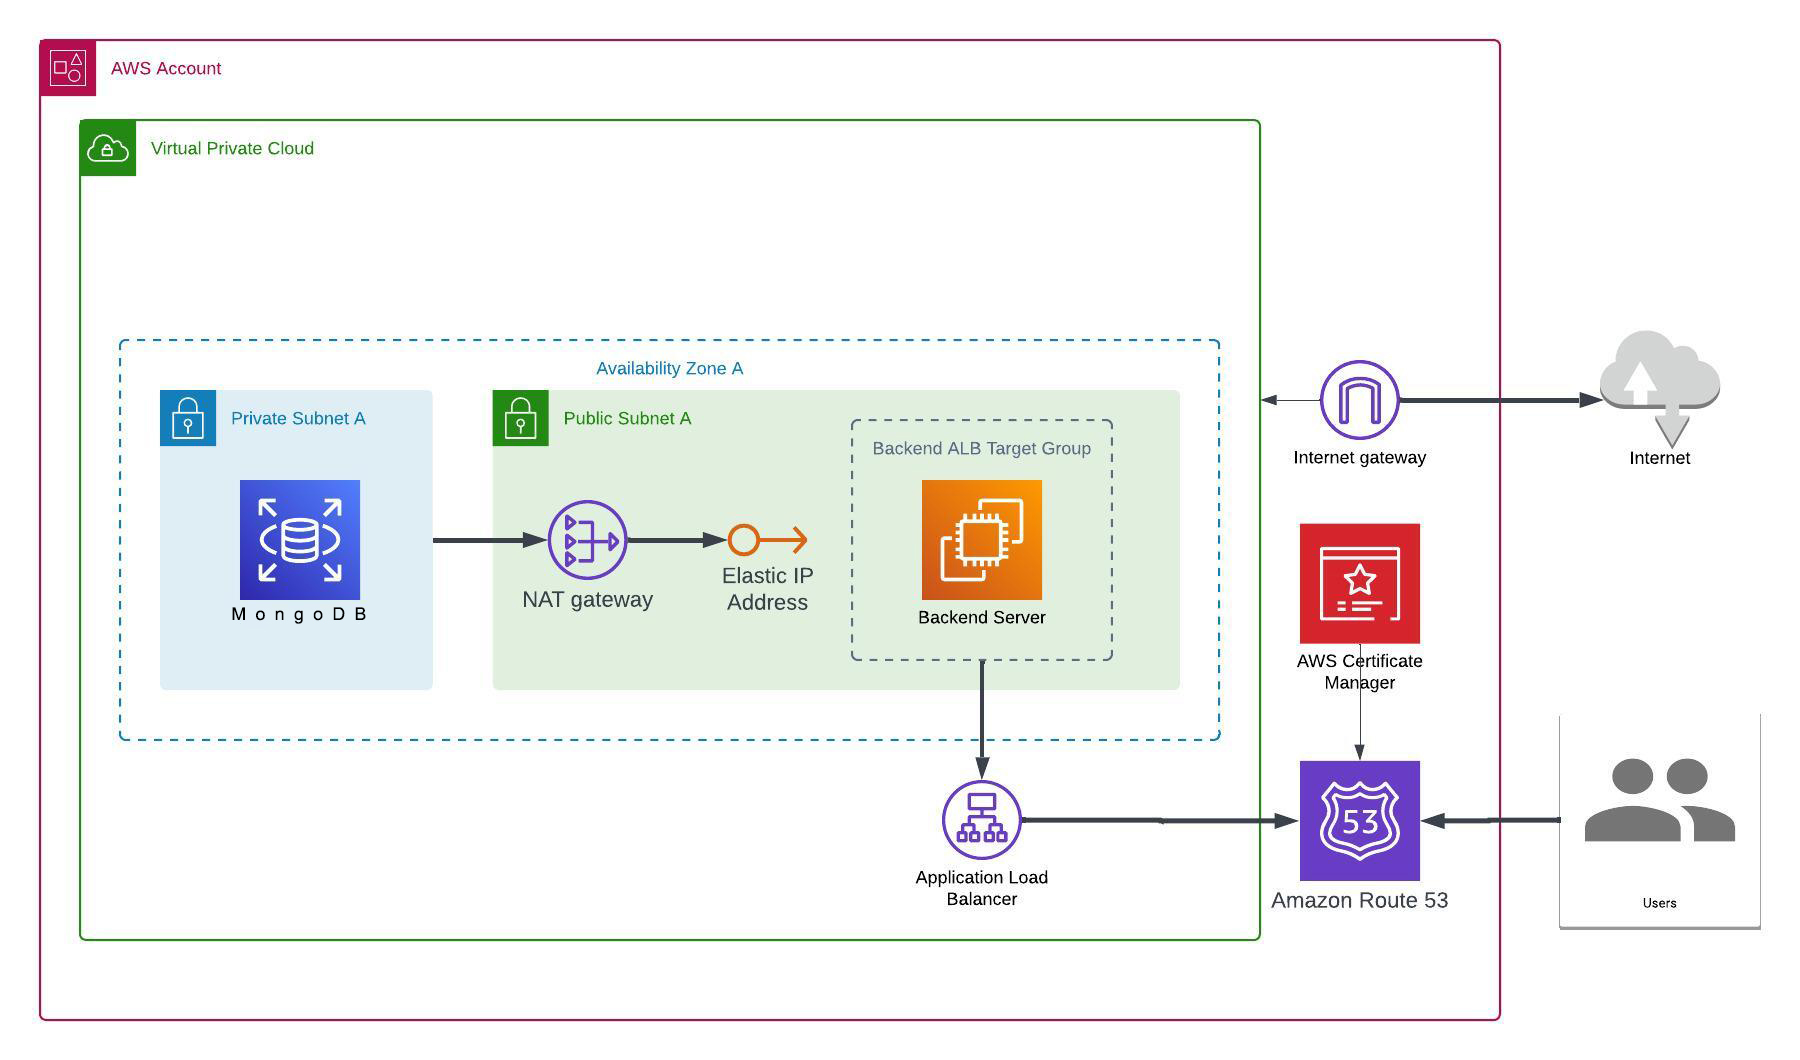 AWS Account
Virtual Private Cloud
Availability Zone A
Private Subnet A
Public Subnet A
Backend ALB Target Group
MongoDB
NAT gateway
Elastic IP
Address
Backend Server
Internet gateway
Internet
AWS Certificate
Manager
Application Load
Balancer
53
Amazon Route 53
Users